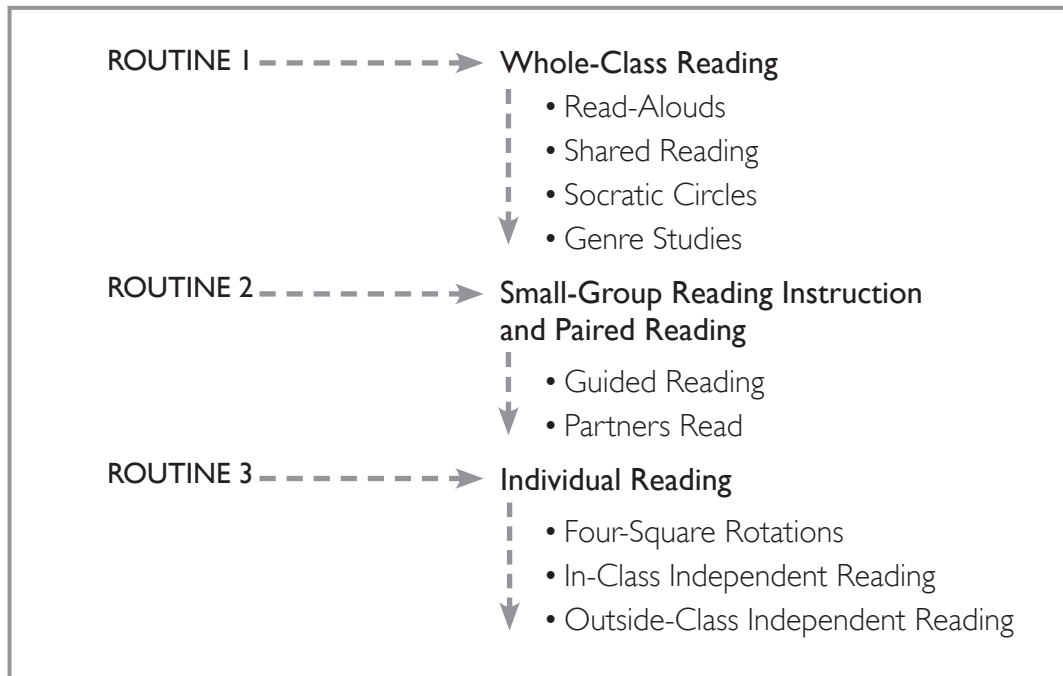 ROUTINE 1 Whole-Class Reading
• Read-Alouds
• Shared Reading
• Socratic Circles
• Genre Studies
ROUTINE 2 Small-Group Reading Instruction
and Paired Reading
• Guided Reading
• Partners Read
ROUTINE 3 Individual Reading
• Four-Square Rotations
• In-Class Independent Reading
• Outside-Class Independent Reading